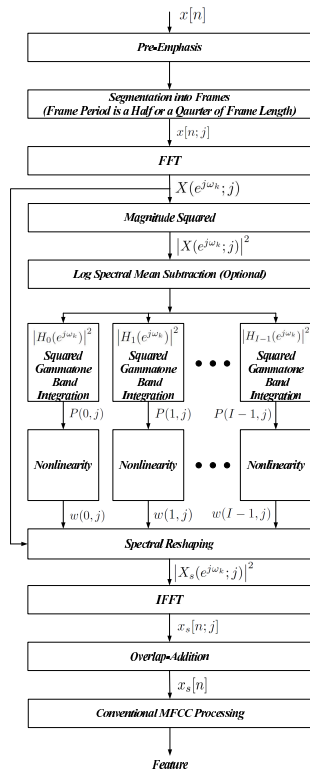 x[n]
Pre-Emphasis
Segmentation into Frames
(Frame Period is a Half or a Qaurter of Frame Length)
x[n; j]
FFT
X(e^{jω_k}; j)
Magnitude Squared
|X(e^{jω_k}; j)|^2
Log Spectral Mean Subtraction (Optional)
|H_0(e^{jω_k})|^2
Squared
Gammatone
Band
Integration
|H_1(e^{jω_k})|^2
Squared
Gammatone
Band
Integration
|H_{I-1}(e^{jω_k})|^2
Squared
Gammatone
Band
Integration
P(0, j)
P(1, j)
P(I − 1, j)
Nonlinearity
Nonlinearity
Nonlinearity
w(0, j)
w(1, j)
w(I − 1, j)
Spectral Reshaping
|X_s(e^{jω_k}; j)|^2
IFFT
x_s[n; j]
Overlap-Addition
x_s[n]
Conventional MFCC Processing
Feature